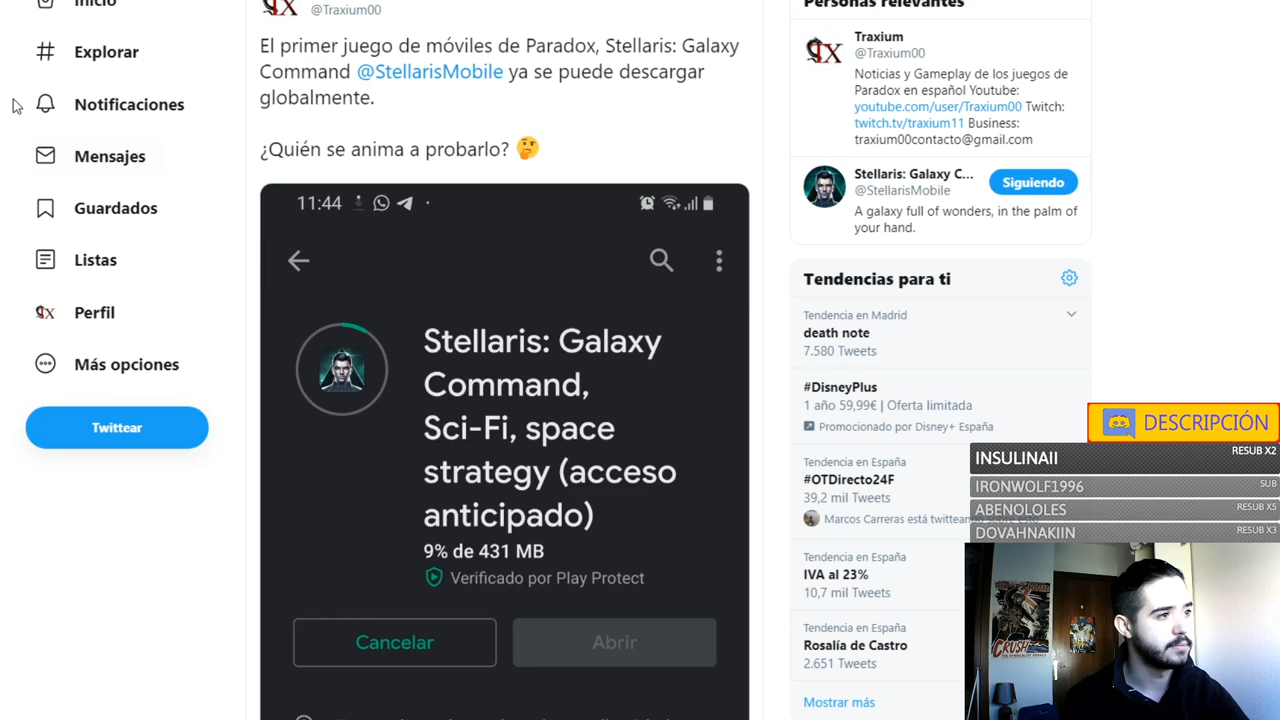 Inicio
Explorar
Notificaciones
Mensajes
Guardados
Listas
Perfil
Más opciones
Twittear
@Traxium00
El primer juego de móviles de Paradox, Stellaris: Galaxy
Command @StellarisMobile ya se puede descargar
globalmente.
¿Quién se anima a probarlo? 🤔
11:44
Stellaris: Galaxy
Command,
Sci-Fi, space
strategy (acceso
anticipado)
9% de 431 MB
Verificado por Play Protect
Cancelar
Abrir
Personas relevantes
Traxium
@Traxium00
Noticias y Gameplay de los juegos de
Paradox en español Youtube:
youtube.com/user/Traxium00 Twitch:
twitch.tv/traxium11 Business:
traxium00contacto@gmail.com
Stellaris: Galaxy C...
@StellarisMobile
Siguiendo
A galaxy full of wonders, in the palm of
your hand.
Tendencias para ti
Tendencia en Madrid
death note
7.580 Tweets
#DisneyPlus
1 año 59,99€ | Oferta limitada
Promocionado por Disney+ España
Tendencia en España
#OTDirecto24F
39,2 mil Tweets
Marcos Carreras está twitteando sobre esto
Tendencia en España
IVA al 23%
10,7 mil Tweets
Tendencia en España
Rosalía de Castro
2.651 Tweets
Mostrar más
DESCRIPCIÓN
INSULINAII RESUB X2
IRONWOLF1996 SUB
ABENOLOLES RESUB X5
DOVAHNAKIIN RESUB X3
CRUSH